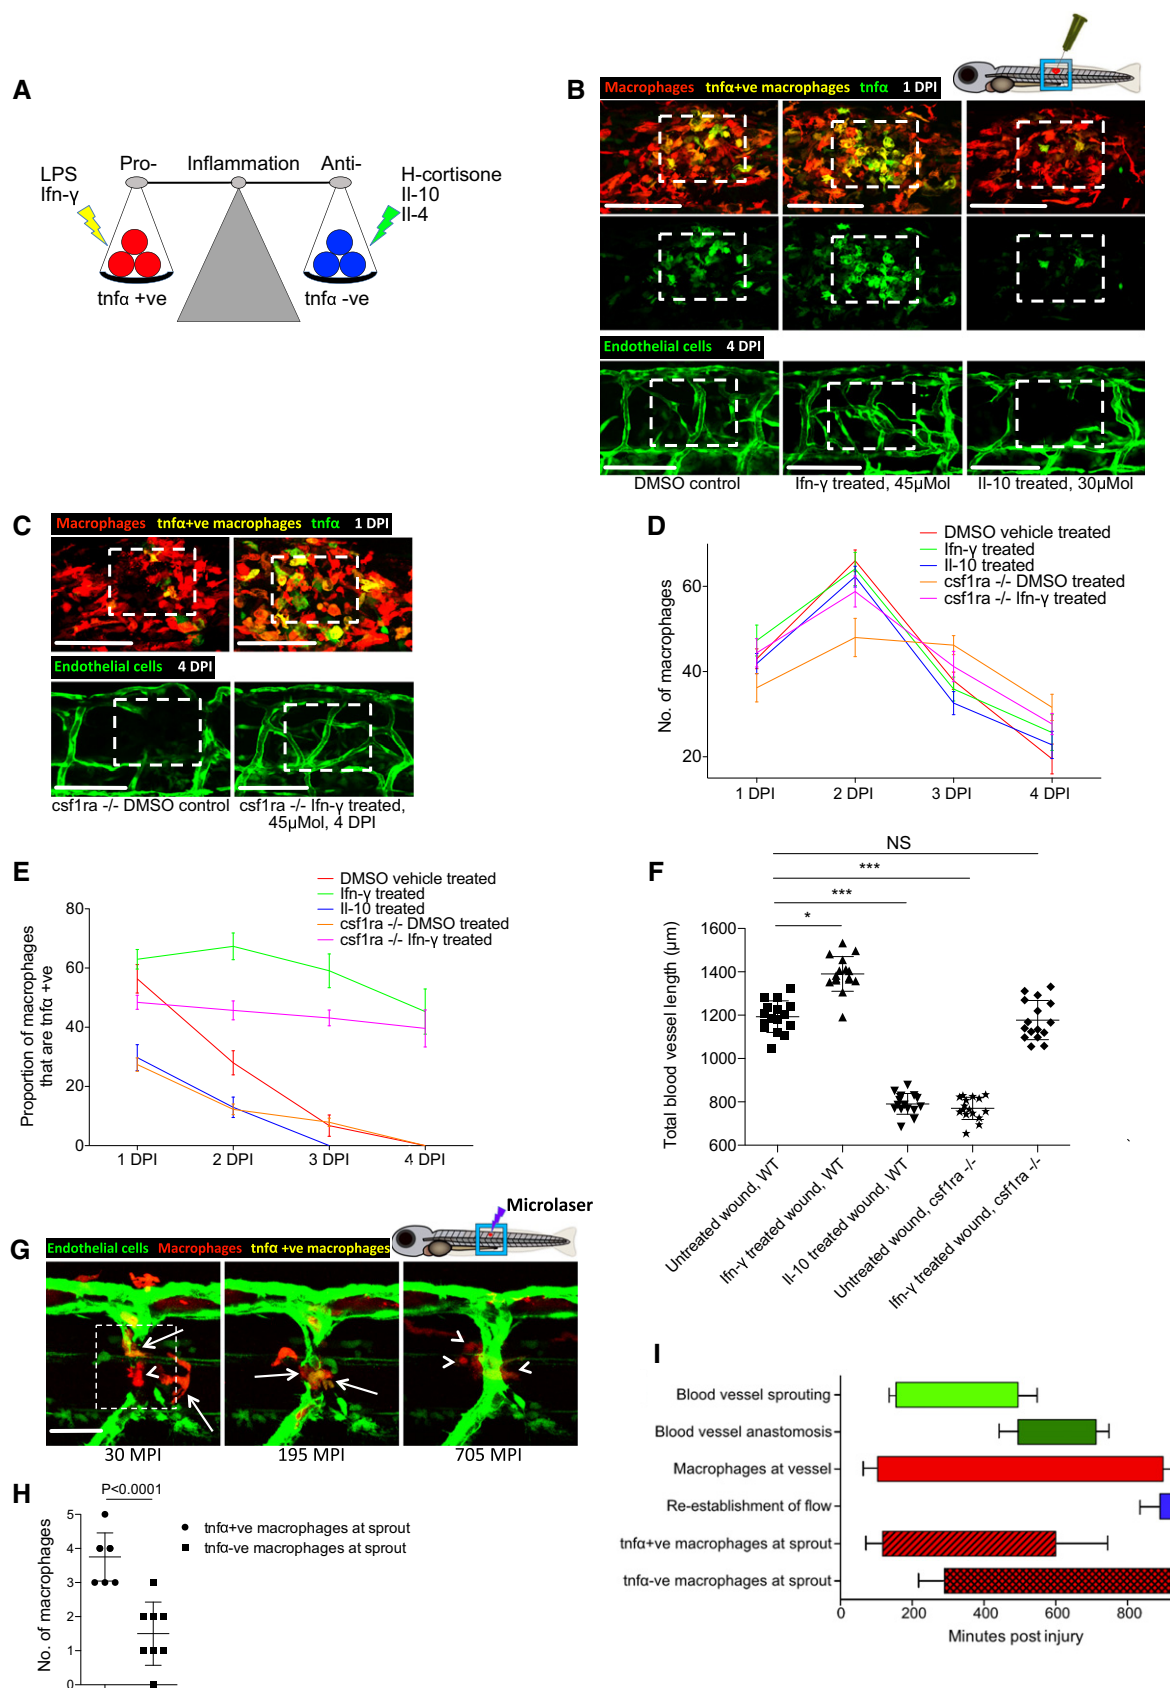 A
Pro- Inflammation Anti-
LPS
Ifn-γ
H-cortisone
Il-10
Il-4
tnfα +ve
tnfα -ve
B
Macrophages tnfα+ve macrophages tnfα 1 DPI
Endothelial cells 4 DPI
DMSO control
Ifn-γ treated, 45µMol
Il-10 treated, 30µMol
C
Macrophages tnfα+ve macrophages tnfα 1 DPI
Endothelial cells 4 DPI
csf1ra -/- DMSO control
csf1ra -/- Ifn-γ treated,
45µMol, 4 DPI
D
DMSO vehicle treated
Ifn-γ treated
Il-10 treated
csf1ra -/- DMSO treated
csf1ra -/- Ifn-γ treated
No. of macrophages
60
40
20
1 DPI 2 DPI 3 DPI 4 DPI
E
DMSO vehicle treated
Ifn-γ treated
Il-10 treated
csf1ra -/- DMSO treated
csf1ra -/- Ifn-γ treated
Proportion of macrophages
that are tnfα +ve
80
60
40
20
0
1 DPI 2 DPI 3 DPI 4 DPI
F
NS
***
***
*
Total blood vessel length (µm)
1600
1400
1200
1000
800
600
Untreated wound, WT
Ifn-γ treated wound, WT
Il-10 treated wound, WT
Untreated wound, csf1ra -/-
Ifn-γ treated wound, csf1ra -/-
G
Microlaser
Endothelial cells Macrophages tnfα +ve macrophages
30 MPI
195 MPI
705 MPI
H
P<0.0001
No. of macrophages
5
4
3
2
1
0
tnfα+ve macrophages at sprout
tnfα-ve macrophages at sprout
I
Blood vessel sprouting
Blood vessel anastomosis
Macrophages at vessel
Re-establishment of flow
tnfα+ve macrophages at sprout
tnfα-ve macrophages at sprout
0 200 400 600 800
Minutes post injury